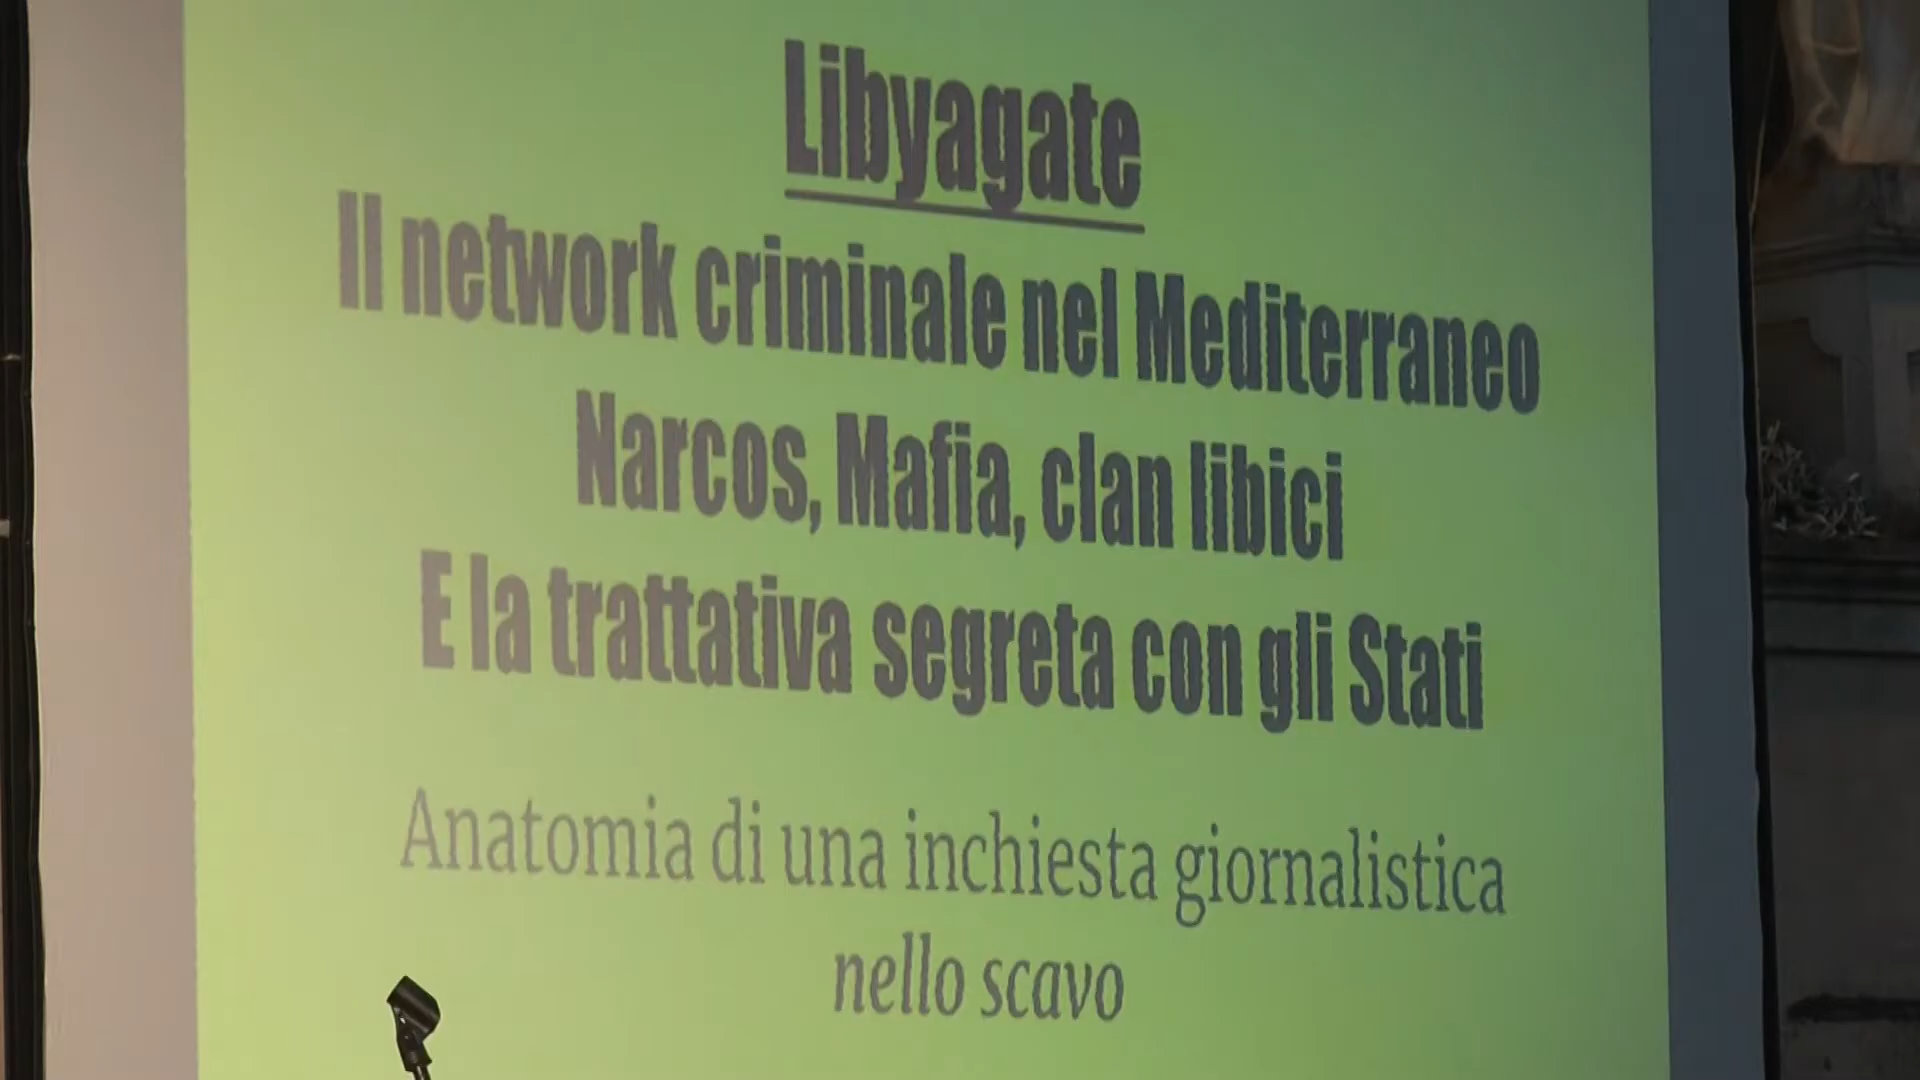 Libyagate
Il network criminale nel Mediterraneo
Narcos, Mafia, clan libici
E la trattativa segreta con gli Stati
Anatomia di una inchiesta giornalistica
nello scavo